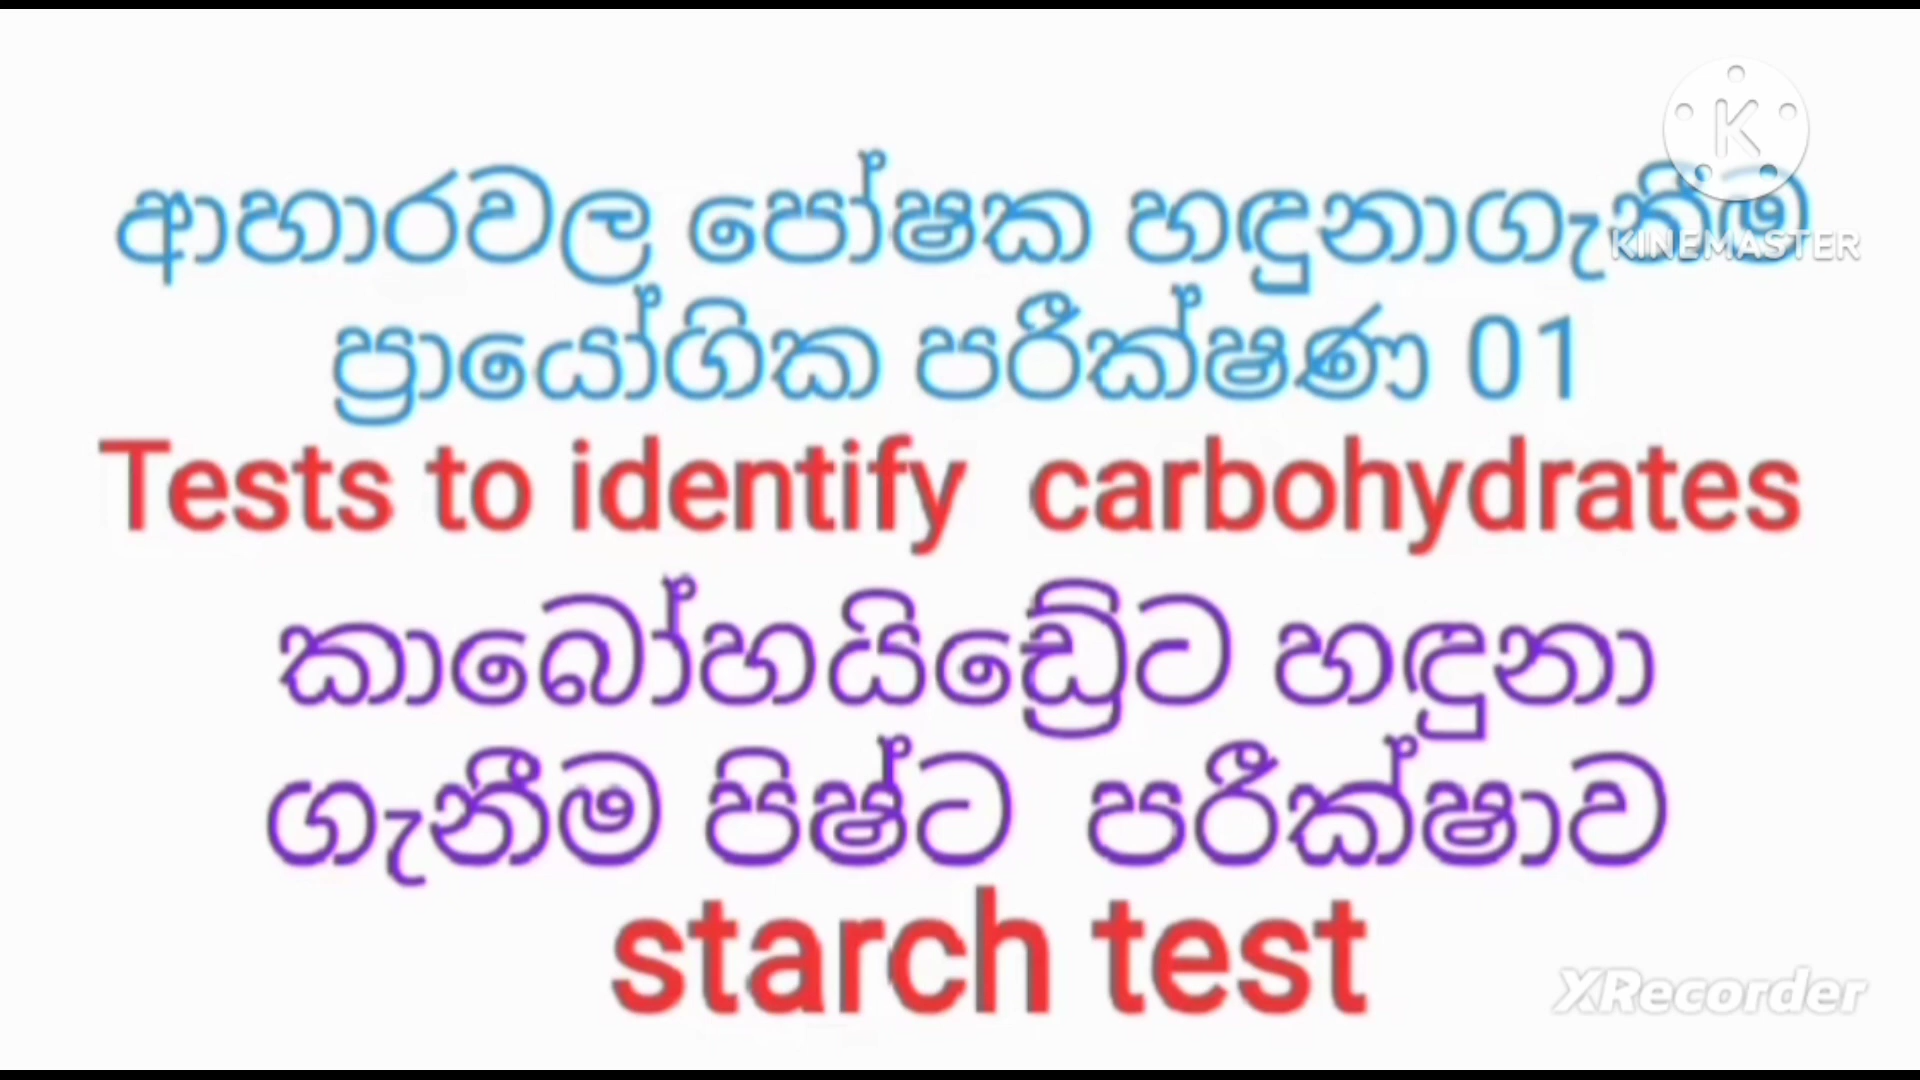 ආහාරවල පෝෂක හඳුනාගැනීම
ප්‍රායෝගික පරීක්ෂණ 01
Tests to identify carbohydrates
කාබෝහයිඩ්‍රේට හඳුනා
ගැනීම පිෂ්ට පරීක්ෂාව
starch test
K
KINEMASTER
XRecorder